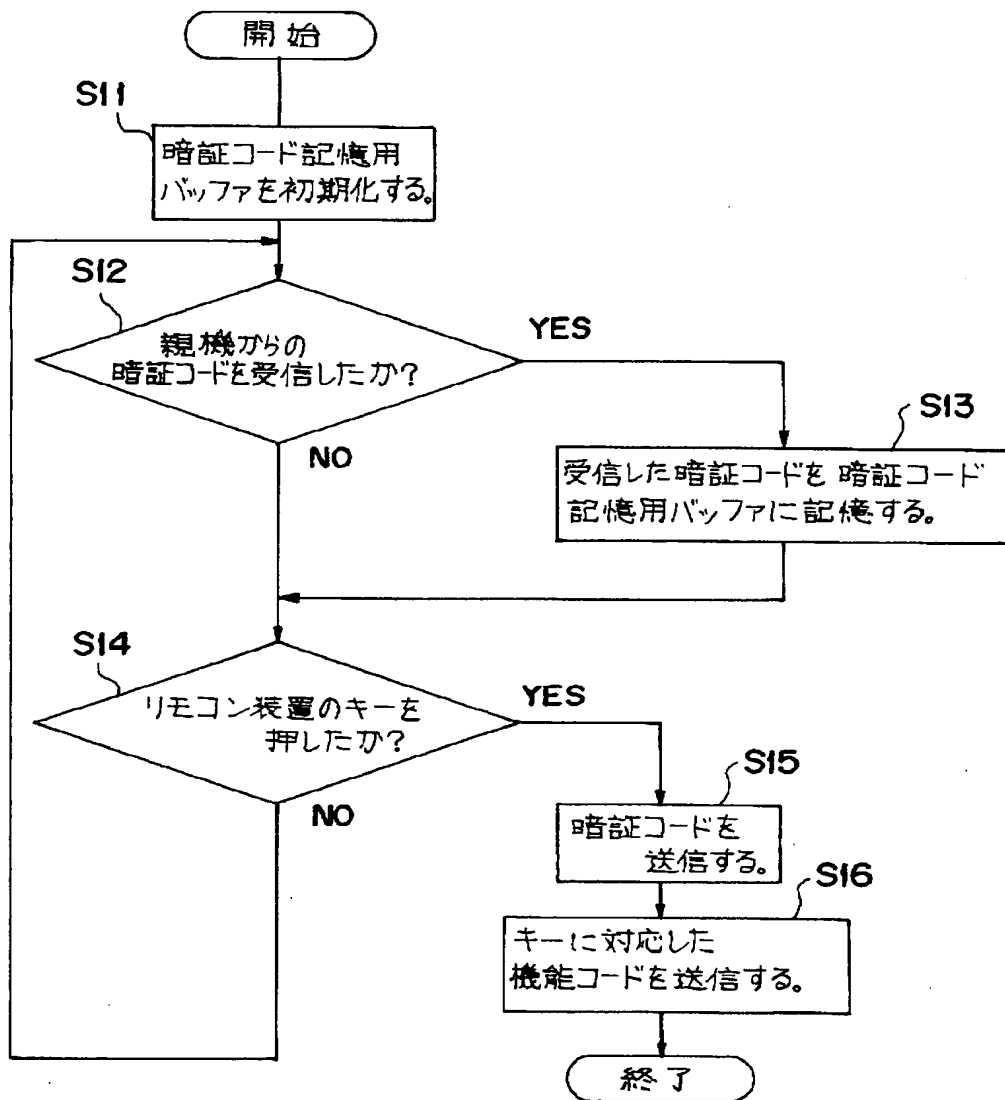 開始
S11
暗証コード記憶用
バッファを初期化する。
S12
親機からの
暗証コードを受信したか?
YES
NO
S13
受信した暗証コードを暗証コード
記憶用バッファに記憶する。
S14
リモコン装置のキーを
押したか?
YES
NO
S15
暗証コードを
送信する。
S16
キーに対応した
機能コードを送信する。
終了